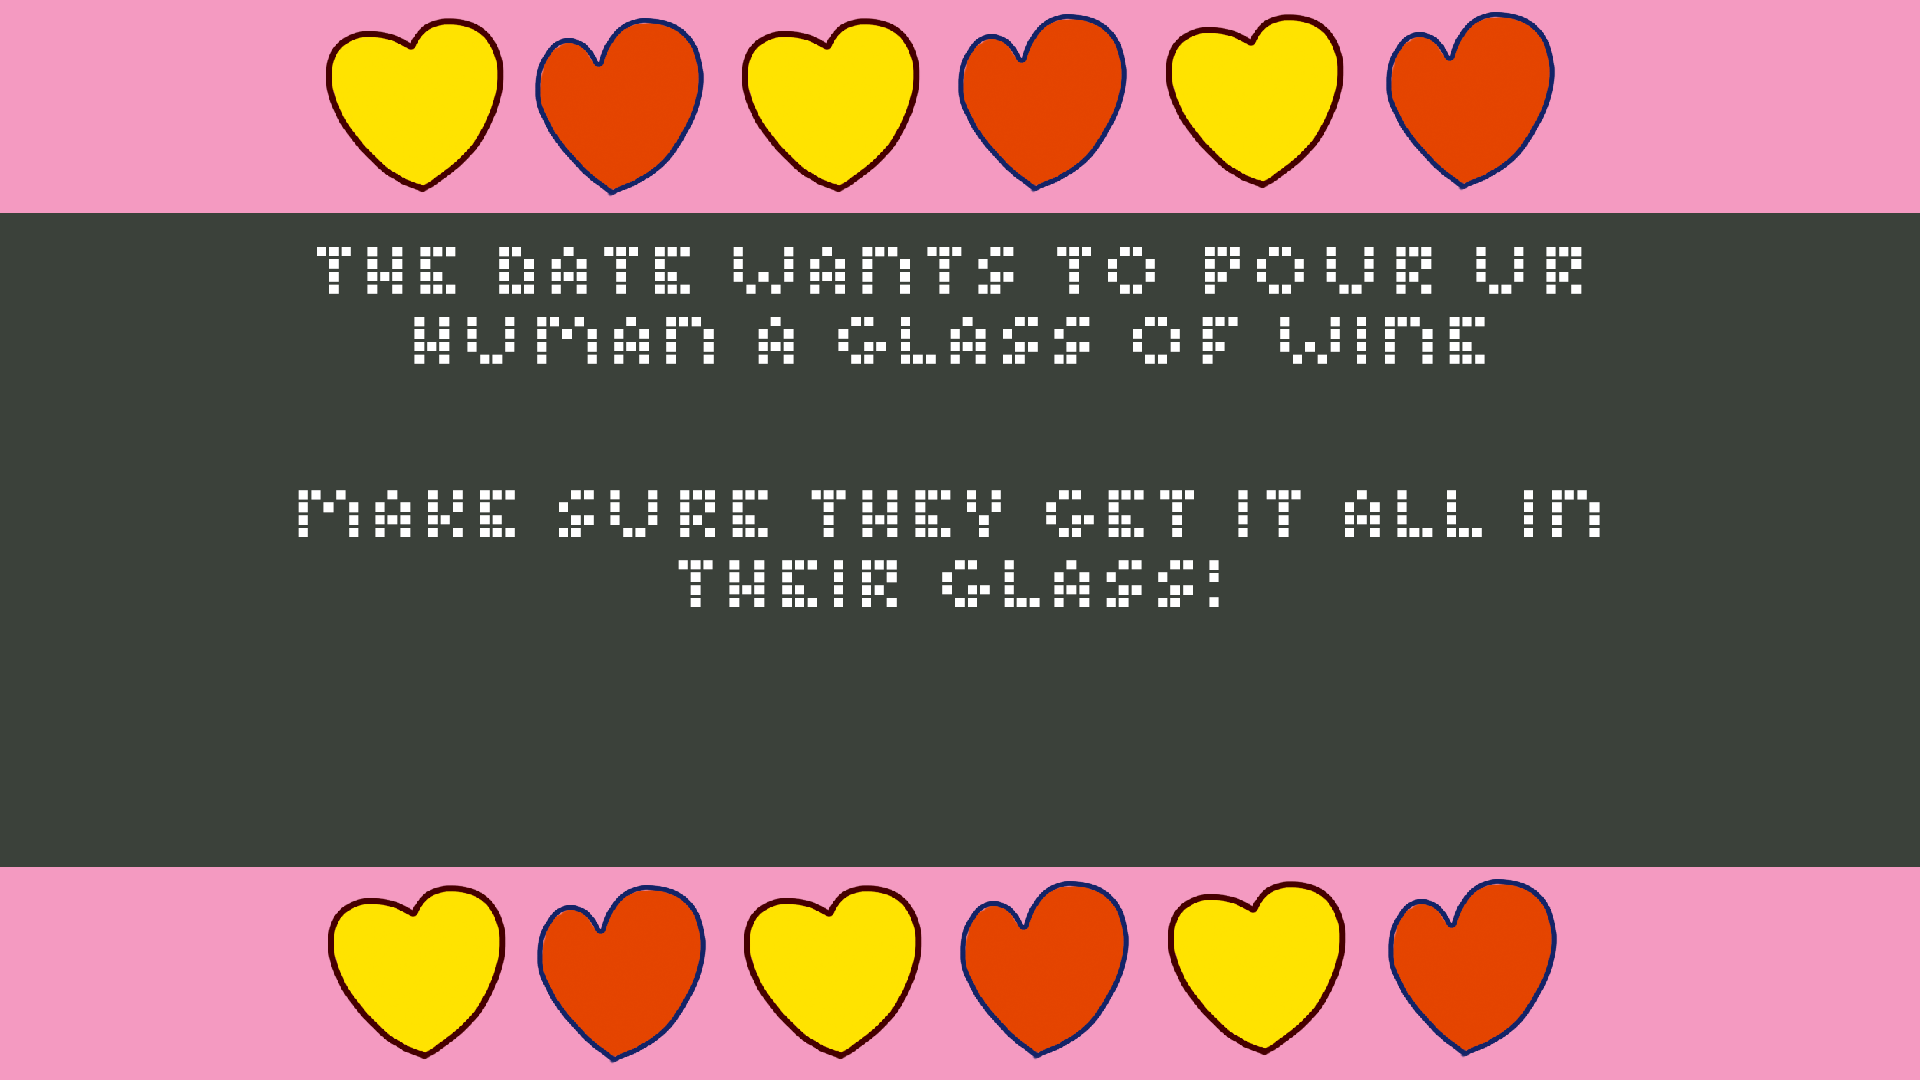 THE DATE WANTS TO POUR UR
HUMAN A GLASS OF WINE
MAKE SURE THEY GET IT ALL IN
THEIR GLASS!